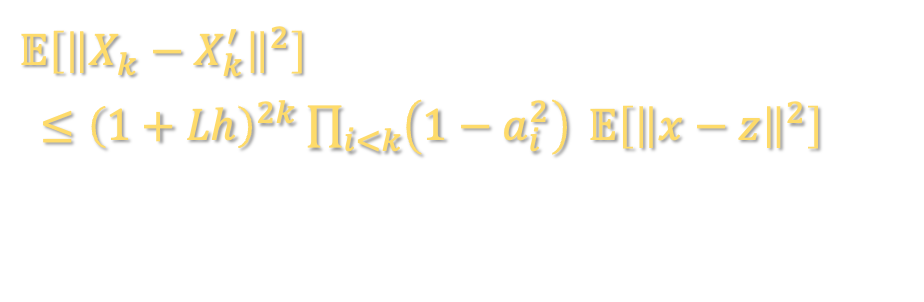 𝔼[‖X_k − X′_k‖²]
≤ (1 + Lh)^{2k} ∏_{i<k}(1 − a_i²) 𝔼[‖x − z‖²]